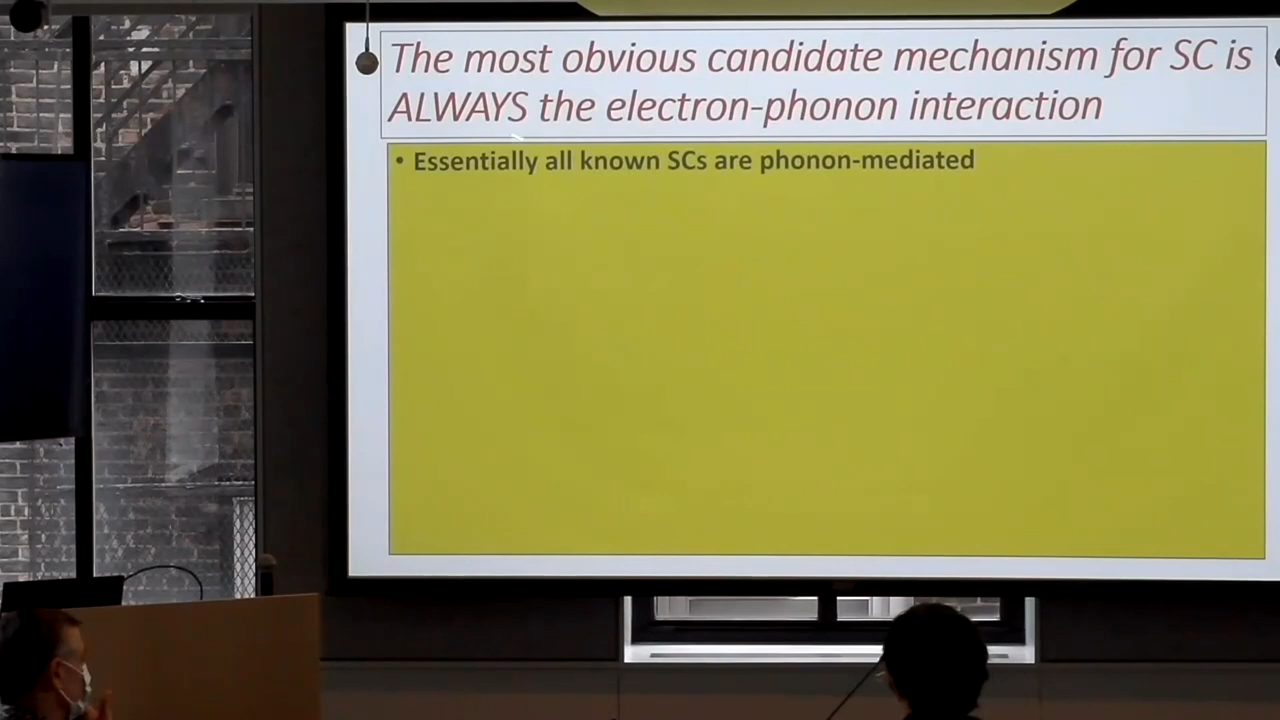 The most obvious candidate mechanism for SC is
ALWAYS the electron-phonon interaction
• Essentially all known SCs are phonon-mediated